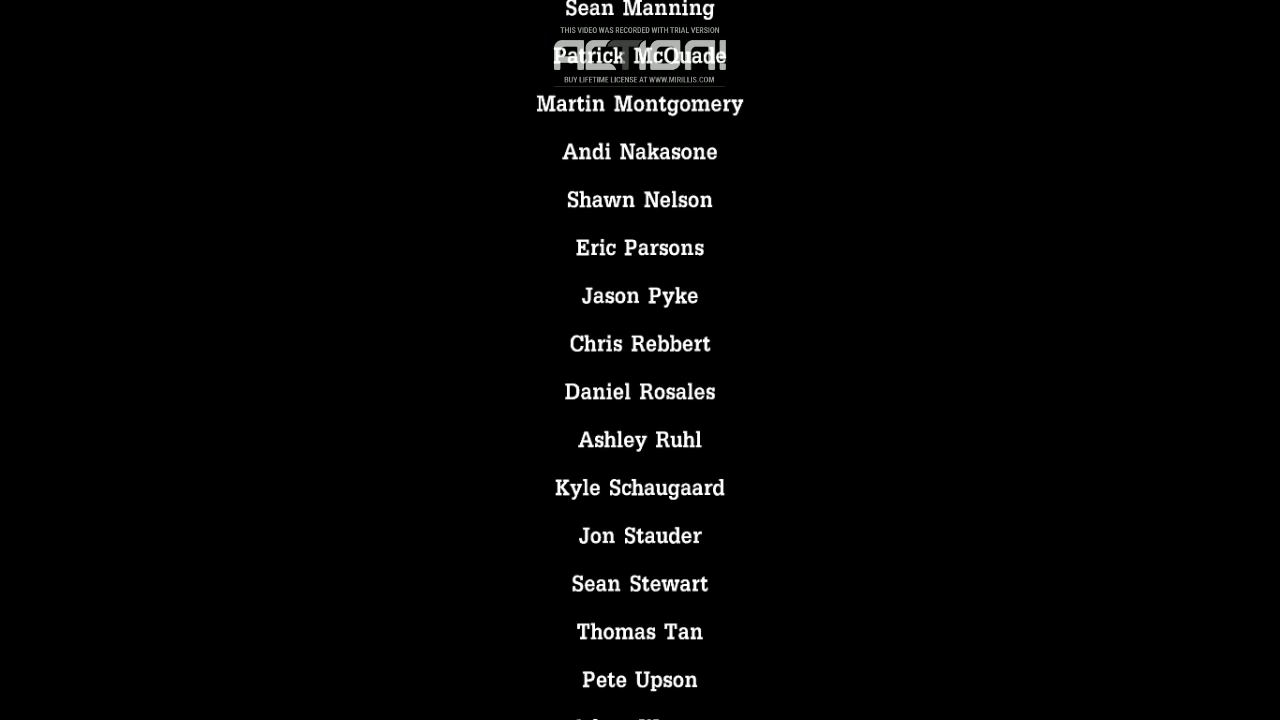 Sean Manning
THIS VIDEO WAS RECORDED WITH TRIAL VERSION
Patrick McQuade
BUY LIFETIME LICENSE AT WWW.MIRILLIS.COM
Martin Montgomery
Andi Nakasone
Shawn Nelson
Eric Parsons
Jason Pyke
Chris Rebbert
Daniel Rosales
Ashley Ruhl
Kyle Schaugaard
Jon Stauder
Sean Stewart
Thomas Tan
Pete Upson